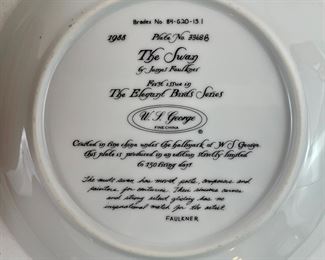 Bradex No. 84-G20-13.1
1988 Plate No. 3348B
The Swan
by James Faulkner
First issue in
The Elegant Birds Series
W. S. George
FINE CHINA
®
Created in fine china under the hallmark of W S George
this plate is produced in an edition strictly limited
to 150 firing days
The mute swan has moved poets, composers and
painters for centuries. Their sinuous curves
and strong silent gliding has no
inspirational match for the artist.
FAULKNER